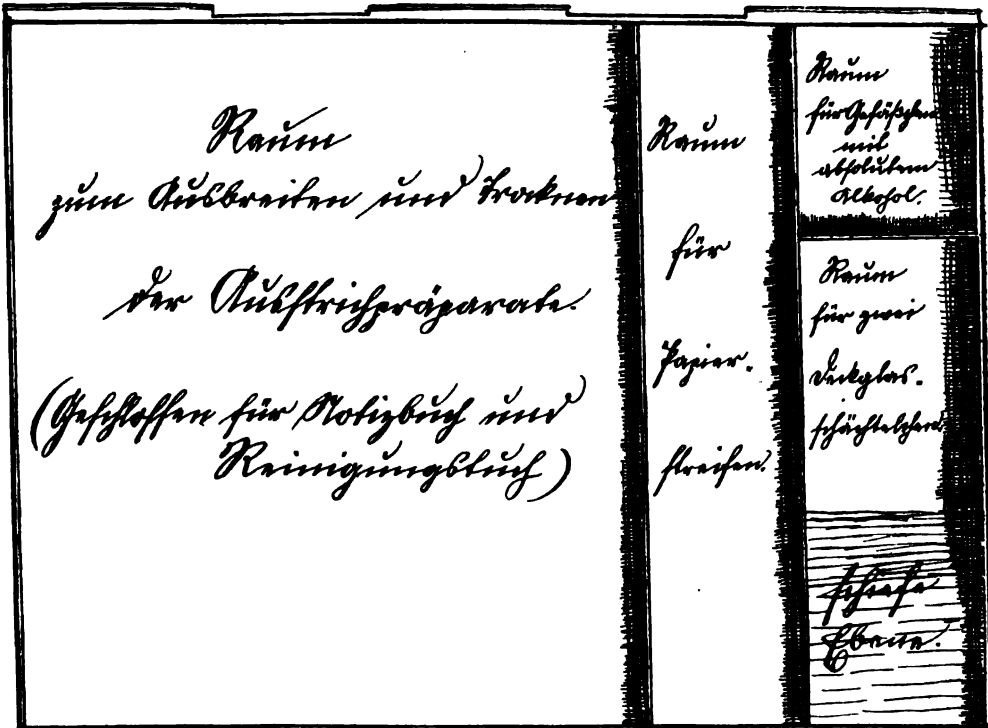 Raum
zum Ausbreiten und Trocknen
der Ausstrichpräparate.
(Geschlossen für Notizbuch und
Reinigungstuch)
Raum
für
Papier-
streifen.
Raum
für Gefäßchen
mit
absolutem
Alkohol.
Raum
für zwei
Deckglas-
schächtelchen.
schiefe
Ebene.